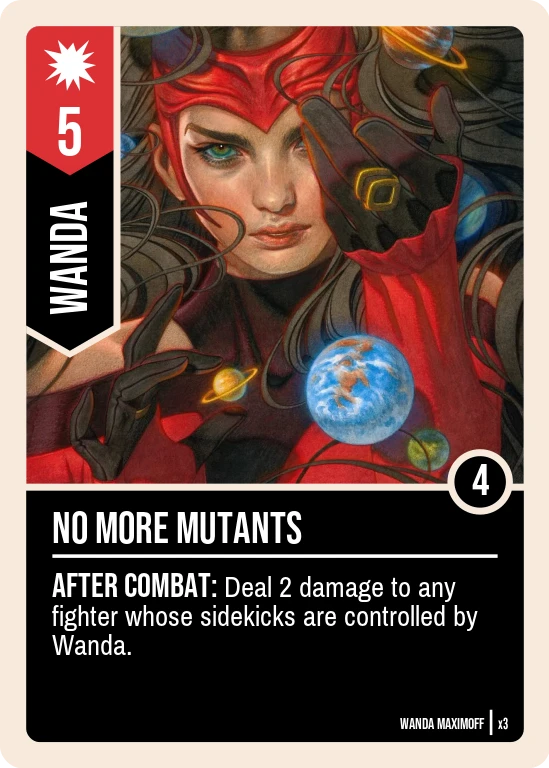 5
WANDA
4
NO MORE MUTANTS
AFTER COMBAT: Deal 2 damage to any
fighter whose sidekicks are controlled by
Wanda.
WANDA MAXIMOFF | x3